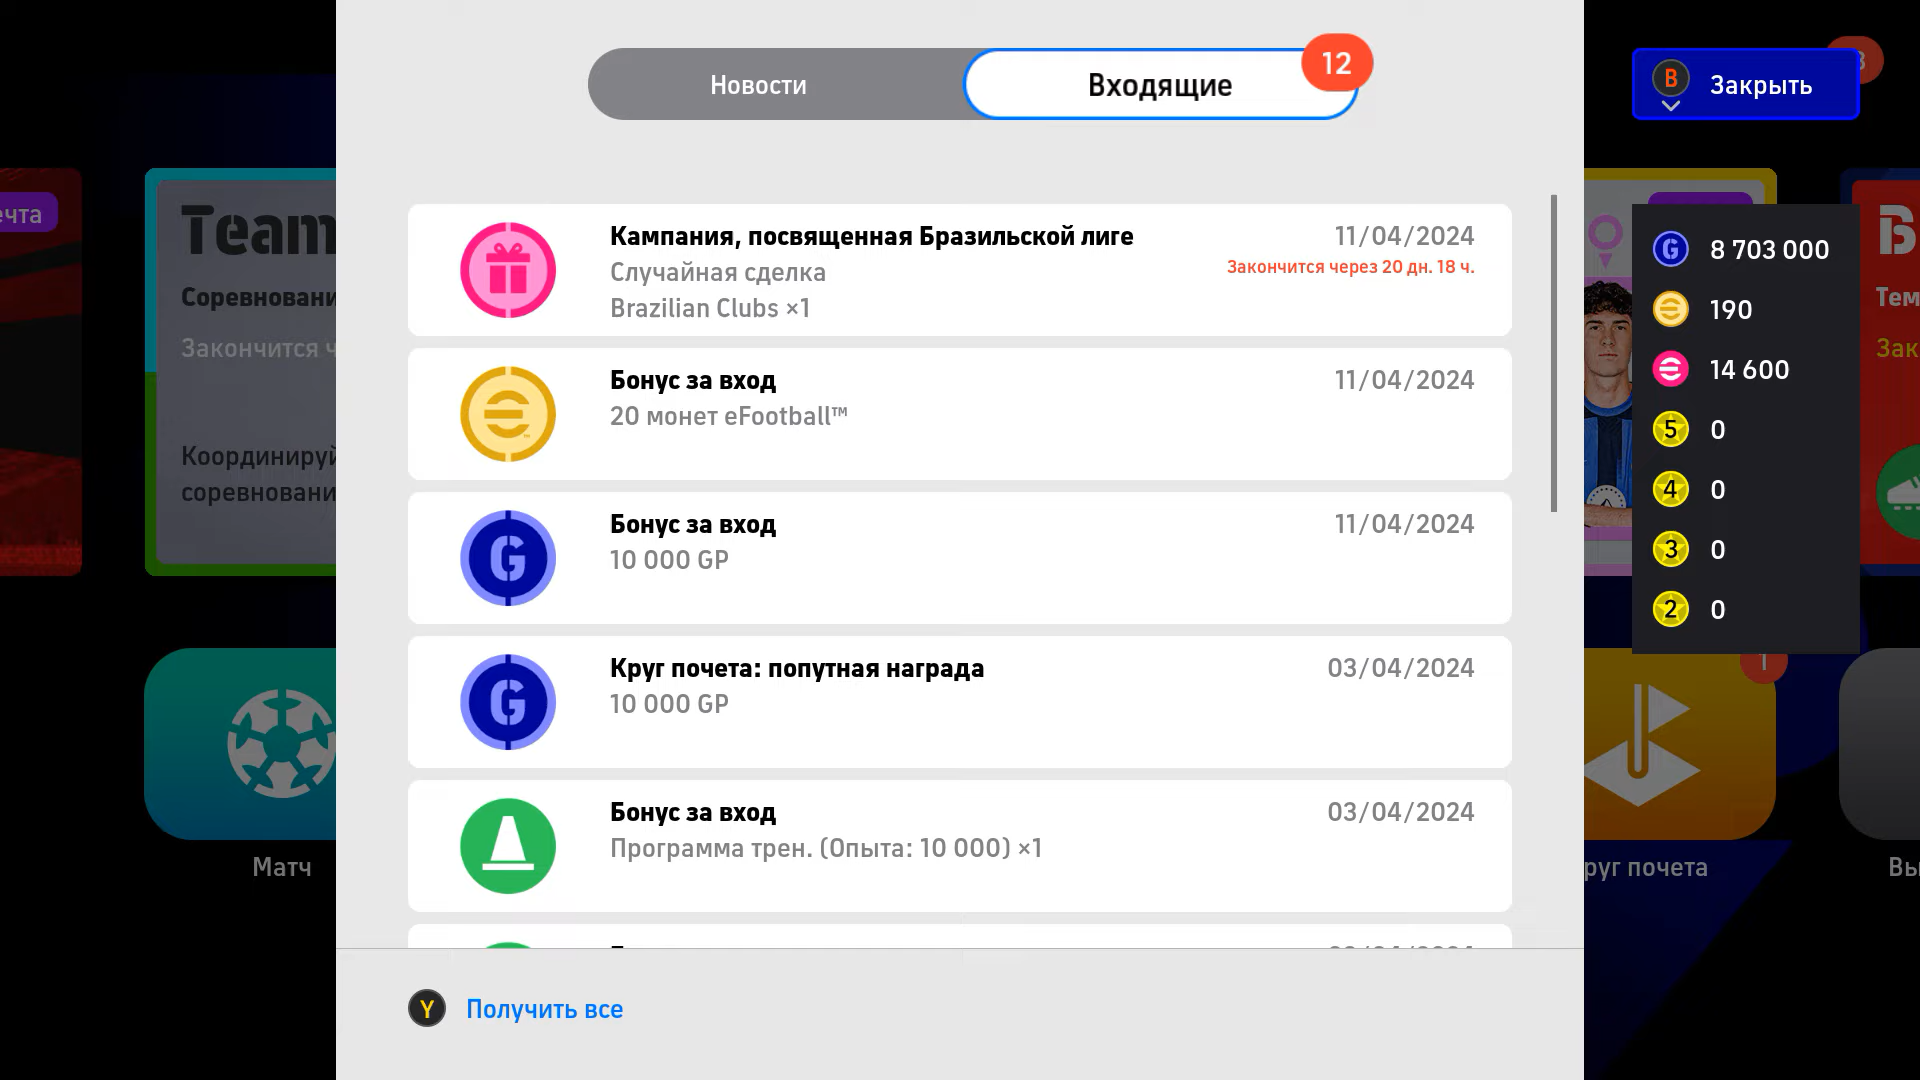 Новости
Входящие
12
B Закрыть
Кампания, посвященная Бразильской лиге
11/04/2024
Случайная сделка
Закончится через 20 дн. 18 ч.
Brazilian Clubs ×1
Бонус за вход
11/04/2024
20 монет eFootball™
Бонус за вход
11/04/2024
10 000 GP
Круг почета: попутная награда
03/04/2024
10 000 GP
Бонус за вход
03/04/2024
Программа трен. (Опыта: 10 000) ×1
Y Получить все
8 703 000
190
14 600
5 0
4 0
3 0
2 0
ечта
Team
Соревновани
Закончится ч
Координируй
соревновани
Матч
1
руг почета
Вы
Тем
Зак